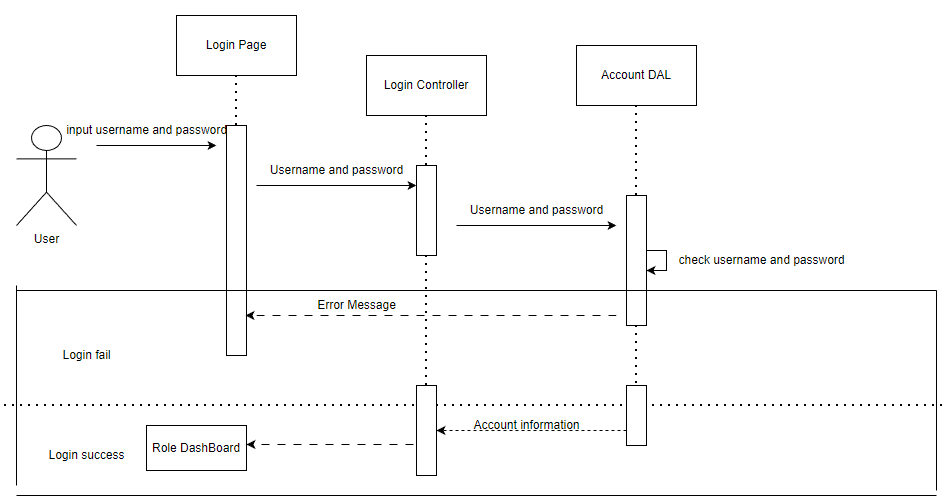 Login Page
Login Controller
Account DAL
input username and password
Username and password
Username and password
User
check username and password
Error Message
Login fail
Account information
Role DashBoard
Login success